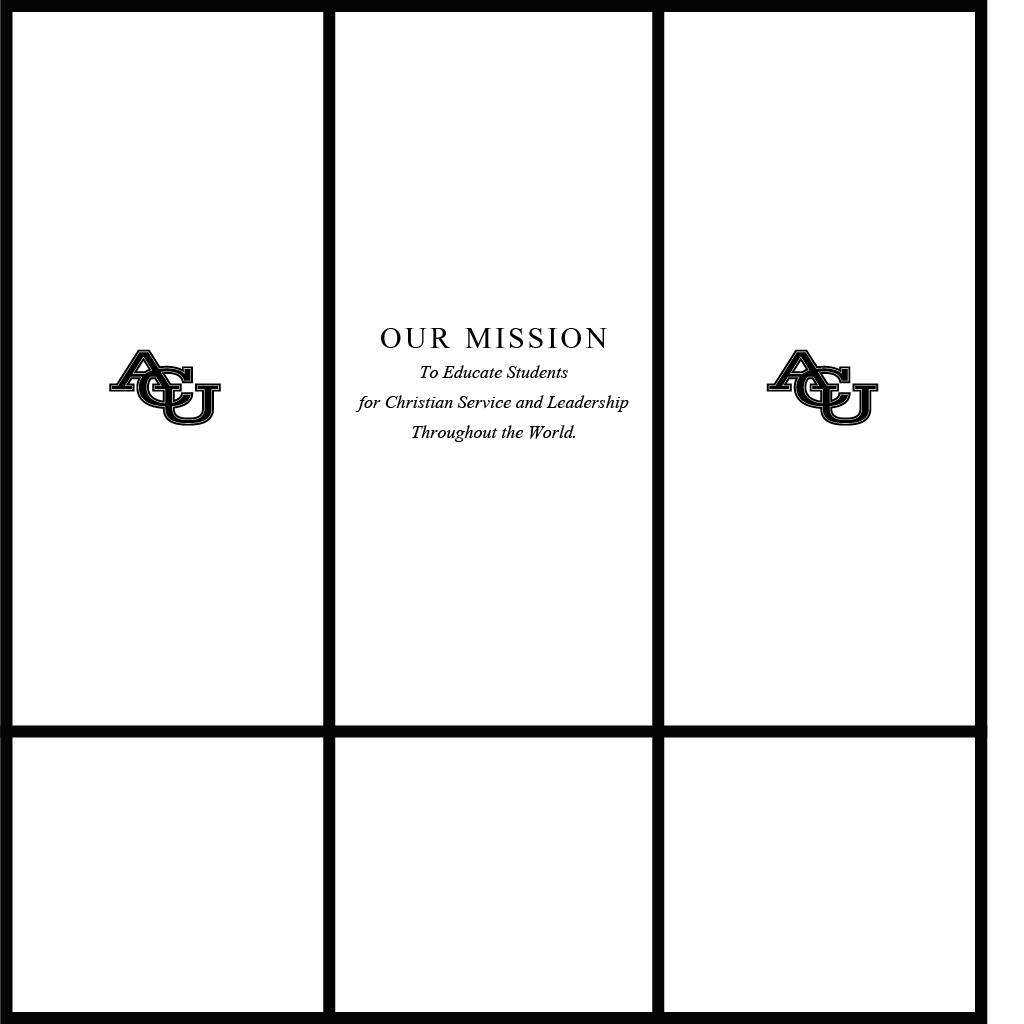 ACU
OUR MISSION
To Educate Students
for Christian Service and Leadership
Throughout the World.
ACU